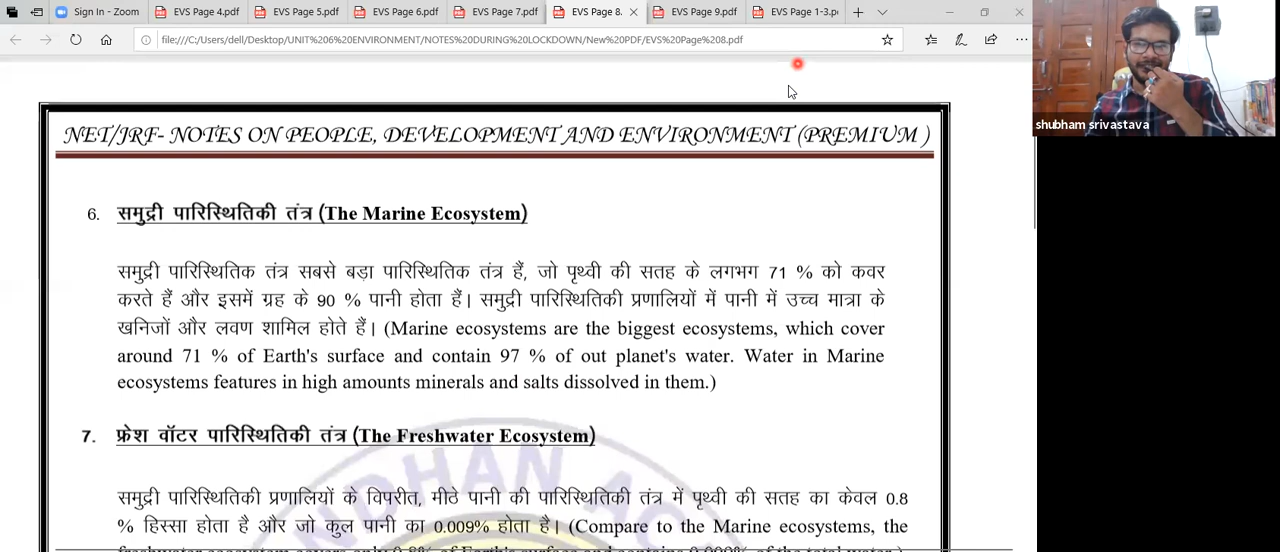 Sign In - Zoom
EVS Page 4.pdf
EVS Page 5.pdf
EVS Page 6.pdf
EVS Page 7.pdf
EVS Page 8.
EVS Page 9.pdf
EVS Page 1-3.p
file:///C:/Users/dell/Desktop/UNIT%206%20ENVIRONMENT/NOTES%20DURING%20LOCKDOWN/New%20PDF/EVS%20Page%208.pdf
shubham srivastava
NET/JRF- NOTES ON PEOPLE, DEVELOPMENT AND ENVIRONMENT (PREMIUM )
6. समुद्री पारिस्थितिकी तंत्र (The Marine Ecosystem)
समुद्री पारिस्थितिक तंत्र सबसे बड़ा पारिस्थितिक तंत्र हैं, जो पृथ्वी की सतह के लगभग 71 % को कवर
करते हैं और इसमें ग्रह के 90 % पानी होता हैं। समुद्री पारिस्थितिकी प्रणालियों में पानी में उच्च मात्रा के
खनिजों और लवण शामिल होते हैं। (Marine ecosystems are the biggest ecosystems, which cover
around 71 % of Earth's surface and contain 97 % of out planet's water. Water in Marine
ecosystems features in high amounts minerals and salts dissolved in them.)
7. फ्रेश वॉटर पारिस्थितिकी तंत्र (The Freshwater Ecosystem)
समुद्री पारिस्थितिकी प्रणालियों के विपरीत, मीठे पानी की पारिस्थितिकी तंत्र में पृथ्वी की सतह का केवल 0.8
% हिस्सा होता है और जो कुल पानी का 0.009% होता है। (Compare to the Marine ecosystems, the